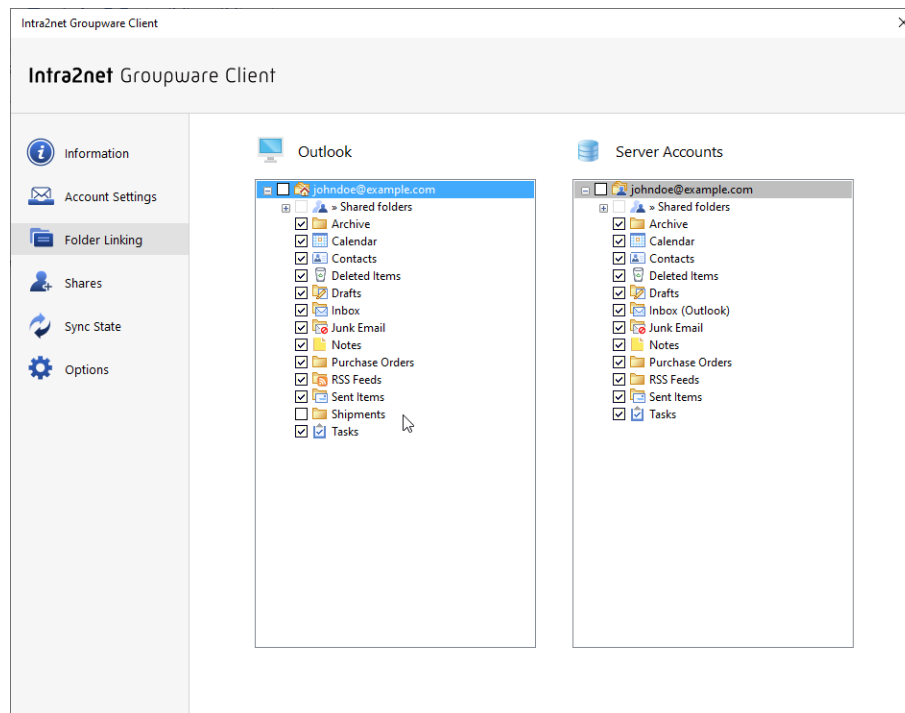 Intra2net Groupware Client
Intra2net Groupware Client
Information
Account Settings
Folder Linking
Shares
Sync State
Options
Outlook
johndoe@example.com
» Shared folders
Archive
Calendar
Contacts
Deleted Items
Drafts
Inbox
Junk Email
Notes
Purchase Orders
RSS Feeds
Sent Items
Shipments
Tasks
Server Accounts
johndoe@example.com
» Shared folders
Archive
Calendar
Contacts
Deleted Items
Drafts
Inbox (Outlook)
Junk Email
Notes
Purchase Orders
RSS Feeds
Sent Items
Tasks